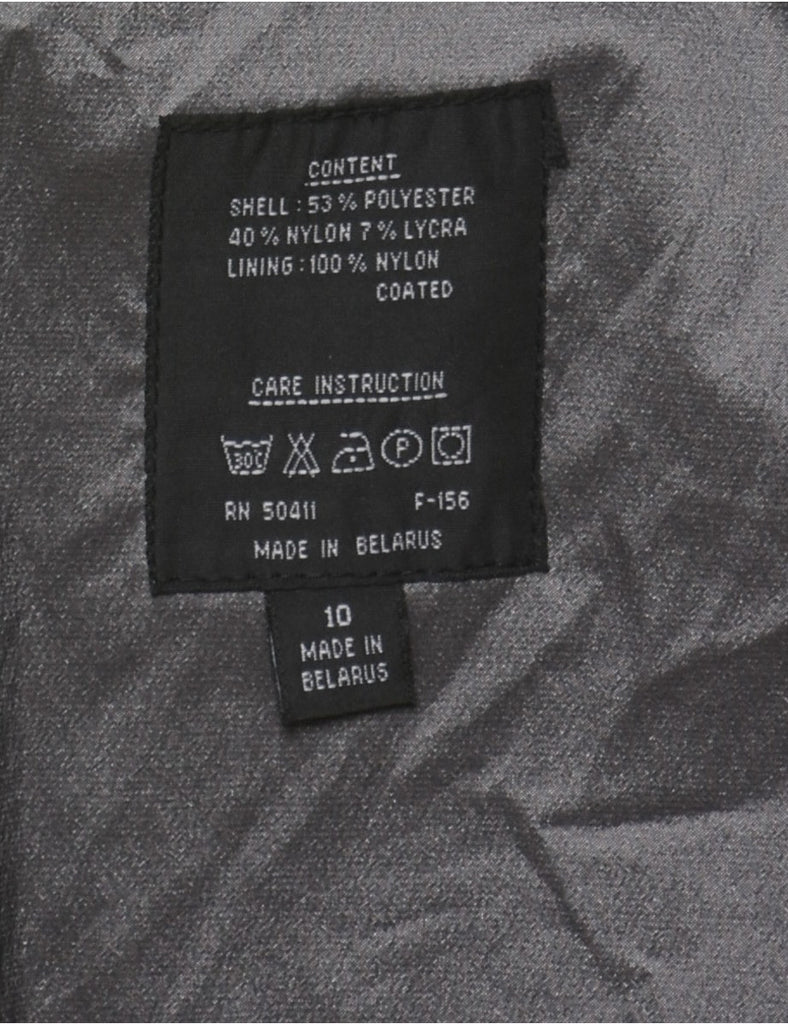 CONTENT
SHELL : 53 % POLYESTER
40 % NYLON 7 % LYCRA
LINING : 100 % NYLON
COATED
CARE INSTRUCTION
30C
P
RN 50411 F-156
MADE IN BELARUS
10
MADE IN
BELARUS